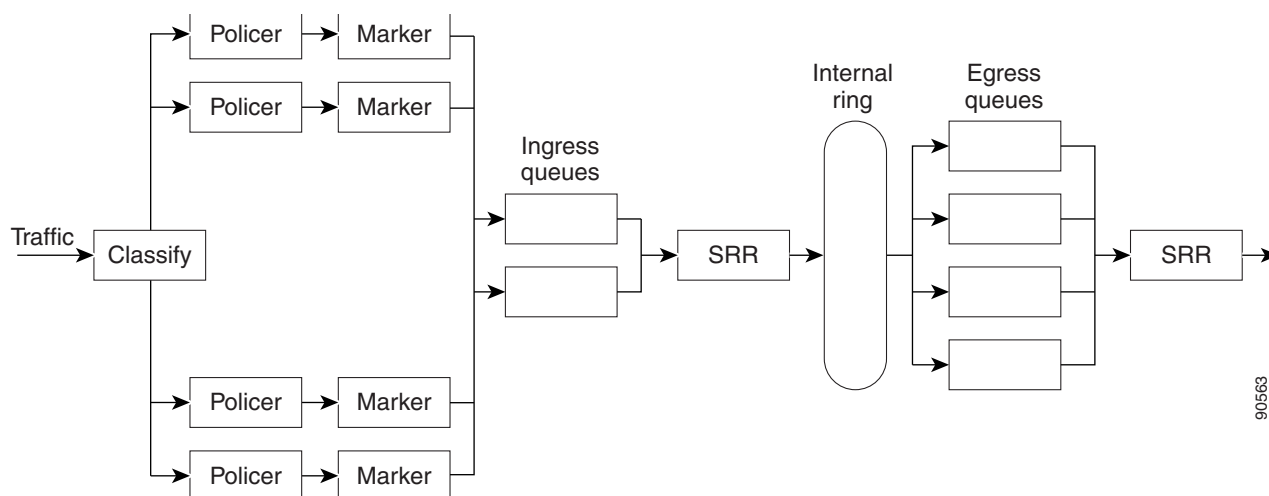 Policer
Marker
Policer
Marker
Internal
ring
Egress
queues
Ingress
queues
Traffic
Classify
SRR
SRR
Policer
Marker
Policer
Marker
90563